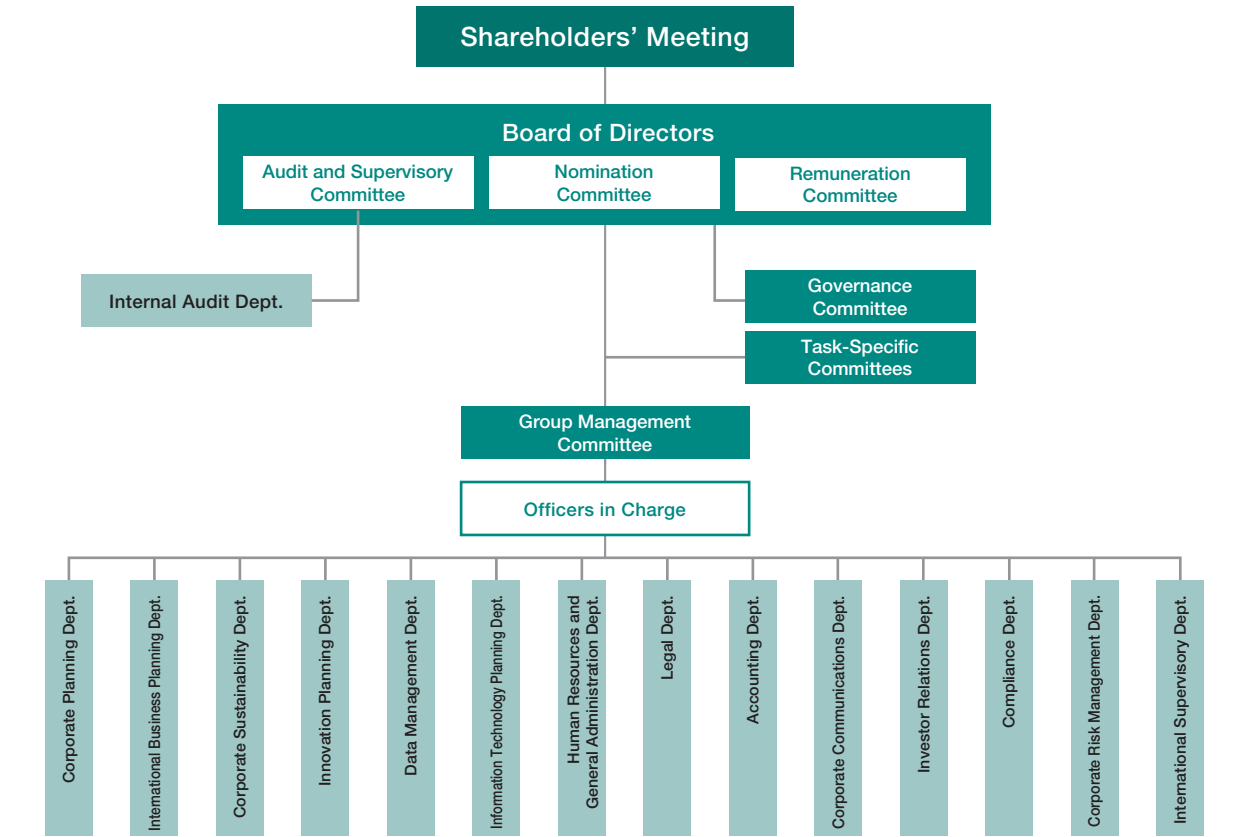 Shareholders’ Meeting
Board of Directors
Audit and Supervisory
Committee
Nomination
Committee
Remuneration
Committee
Internal Audit Dept.
Governance
Committee
Task-Specific
Committees
Group Management
Committee
Officers in Charge
Corporate Planning Dept.
International Business Planning Dept.
Corporate Sustainability Dept.
Innovation Planning Dept.
Data Management Dept.
Information Technology Planning Dept.
Human Resources and
General Administration Dept.
Legal Dept.
Accounting Dept.
Corporate Communications Dept.
Investor Relations Dept.
Compliance Dept.
Corporate Risk Management Dept.
International Supervisory Dept.